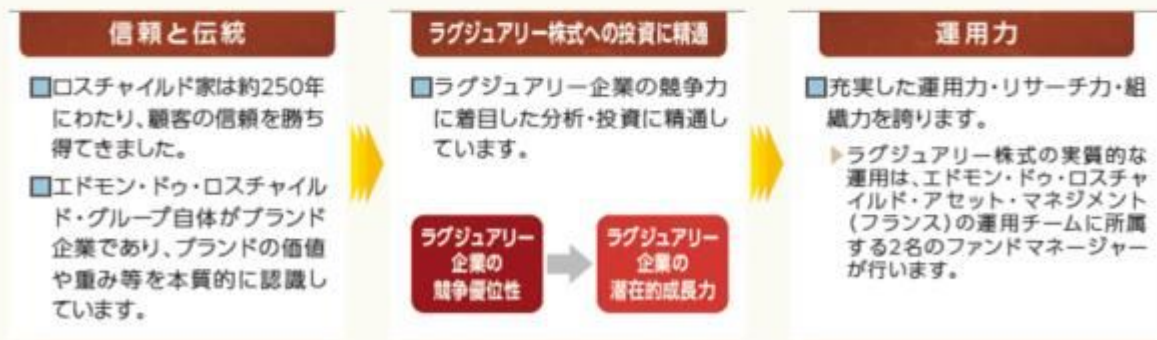 信頼と伝統
■ロスチャイルド家は約250年
にわたり、顧客の信頼を勝ち
得てきました。
■エドモン・ドゥ・ロスチャイル
ド・グループ自体がブランド
企業であり、ブランドの価値
や重み等を本質的に認識し
ています。
ラグジュアリー株式への投資に精通
■ラグジュアリー企業の競争力
に着目した分析・投資に精通し
ています。
ラグジュアリー
企業の
競争優位性
ラグジュアリー
企業の
潜在的成長力
運用力
■充実した運用力・リサーチ力・組
織力を誇ります。
▶ラグジュアリー株式の実質的な
運用は、エドモン・ドゥ・ロスチャ
イルド・アセット・マネジメント
(フランス)の運用チームに所属
する2名のファンドマネージャー
が行います。